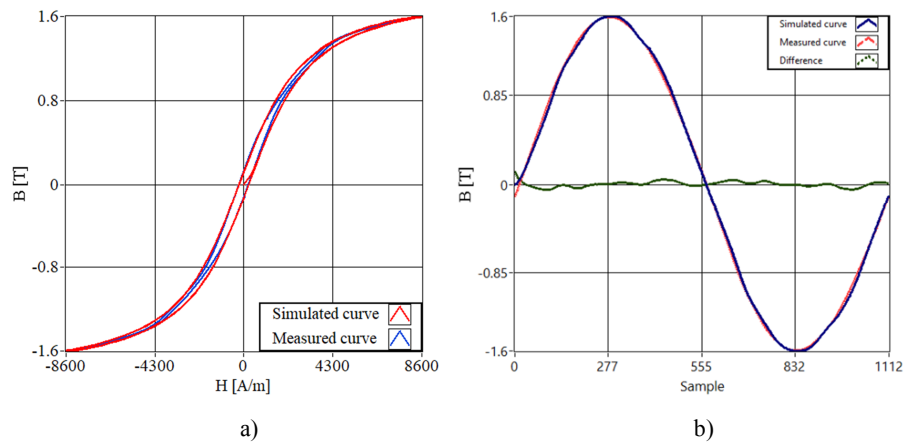 1.6
0.8
0
-0.8
-1.6
B [T]
-8600 -4300 0 4300 8600
H [A/m]
Simulated curve
Measured curve
a)
1.6
0.85
0
-0.85
-1.6
B [T]
0 277 555 832 1112
Sample
Simulated curve
Measured curve
Difference
b)